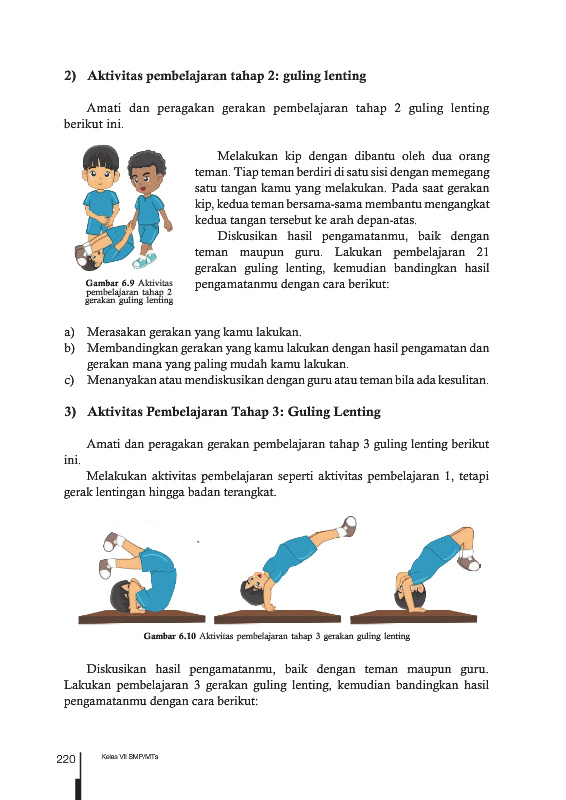 2) Aktivitas pembelajaran tahap 2: guling lenting
Amati dan peragakan gerakan pembelajaran tahap 2 guling lenting
berikut ini.
Melakukan kip dengan dibantu oleh dua orang
teman. Tiap teman berdiri di satu sisi dengan memegang
satu tangan kamu yang melakukan. Pada saat gerakan
kip, kedua teman bersama-sama membantu mengangkat
kedua tangan tersebut ke arah depan-atas.
Diskusikan hasil pengamatanmu, baik dengan
teman maupun guru. Lakukan pembelajaran 21
gerakan guling lenting, kemudian bandingkan hasil
pengamatanmu dengan cara berikut:
Gambar 6.9 Aktivitas
pembelajaran tahap 2
gerakan guling lenting
a) Merasakan gerakan yang kamu lakukan.
b) Membandingkan gerakan yang kamu lakukan dengan hasil pengamatan dan
gerakan mana yang paling mudah kamu lakukan.
c) Menanyakan atau mendiskusikan dengan guru atau teman bila ada kesulitan.
3) Aktivitas Pembelajaran Tahap 3: Guling Lenting
Amati dan peragakan gerakan pembelajaran tahap 3 guling lenting berikut
ini.
Melakukan aktivitas pembelajaran seperti aktivitas pembelajaran 1, tetapi
gerak lentingan hingga badan terangkat.
Gambar 6.10 Aktivitas pembelajaran tahap 3 gerakan guling lenting
Diskusikan hasil pengamatanmu, baik dengan teman maupun guru.
Lakukan pembelajaran 3 gerakan guling lenting, kemudian bandingkan hasil
pengamatanmu dengan cara berikut:
220 Kelas VII SMP/MTs